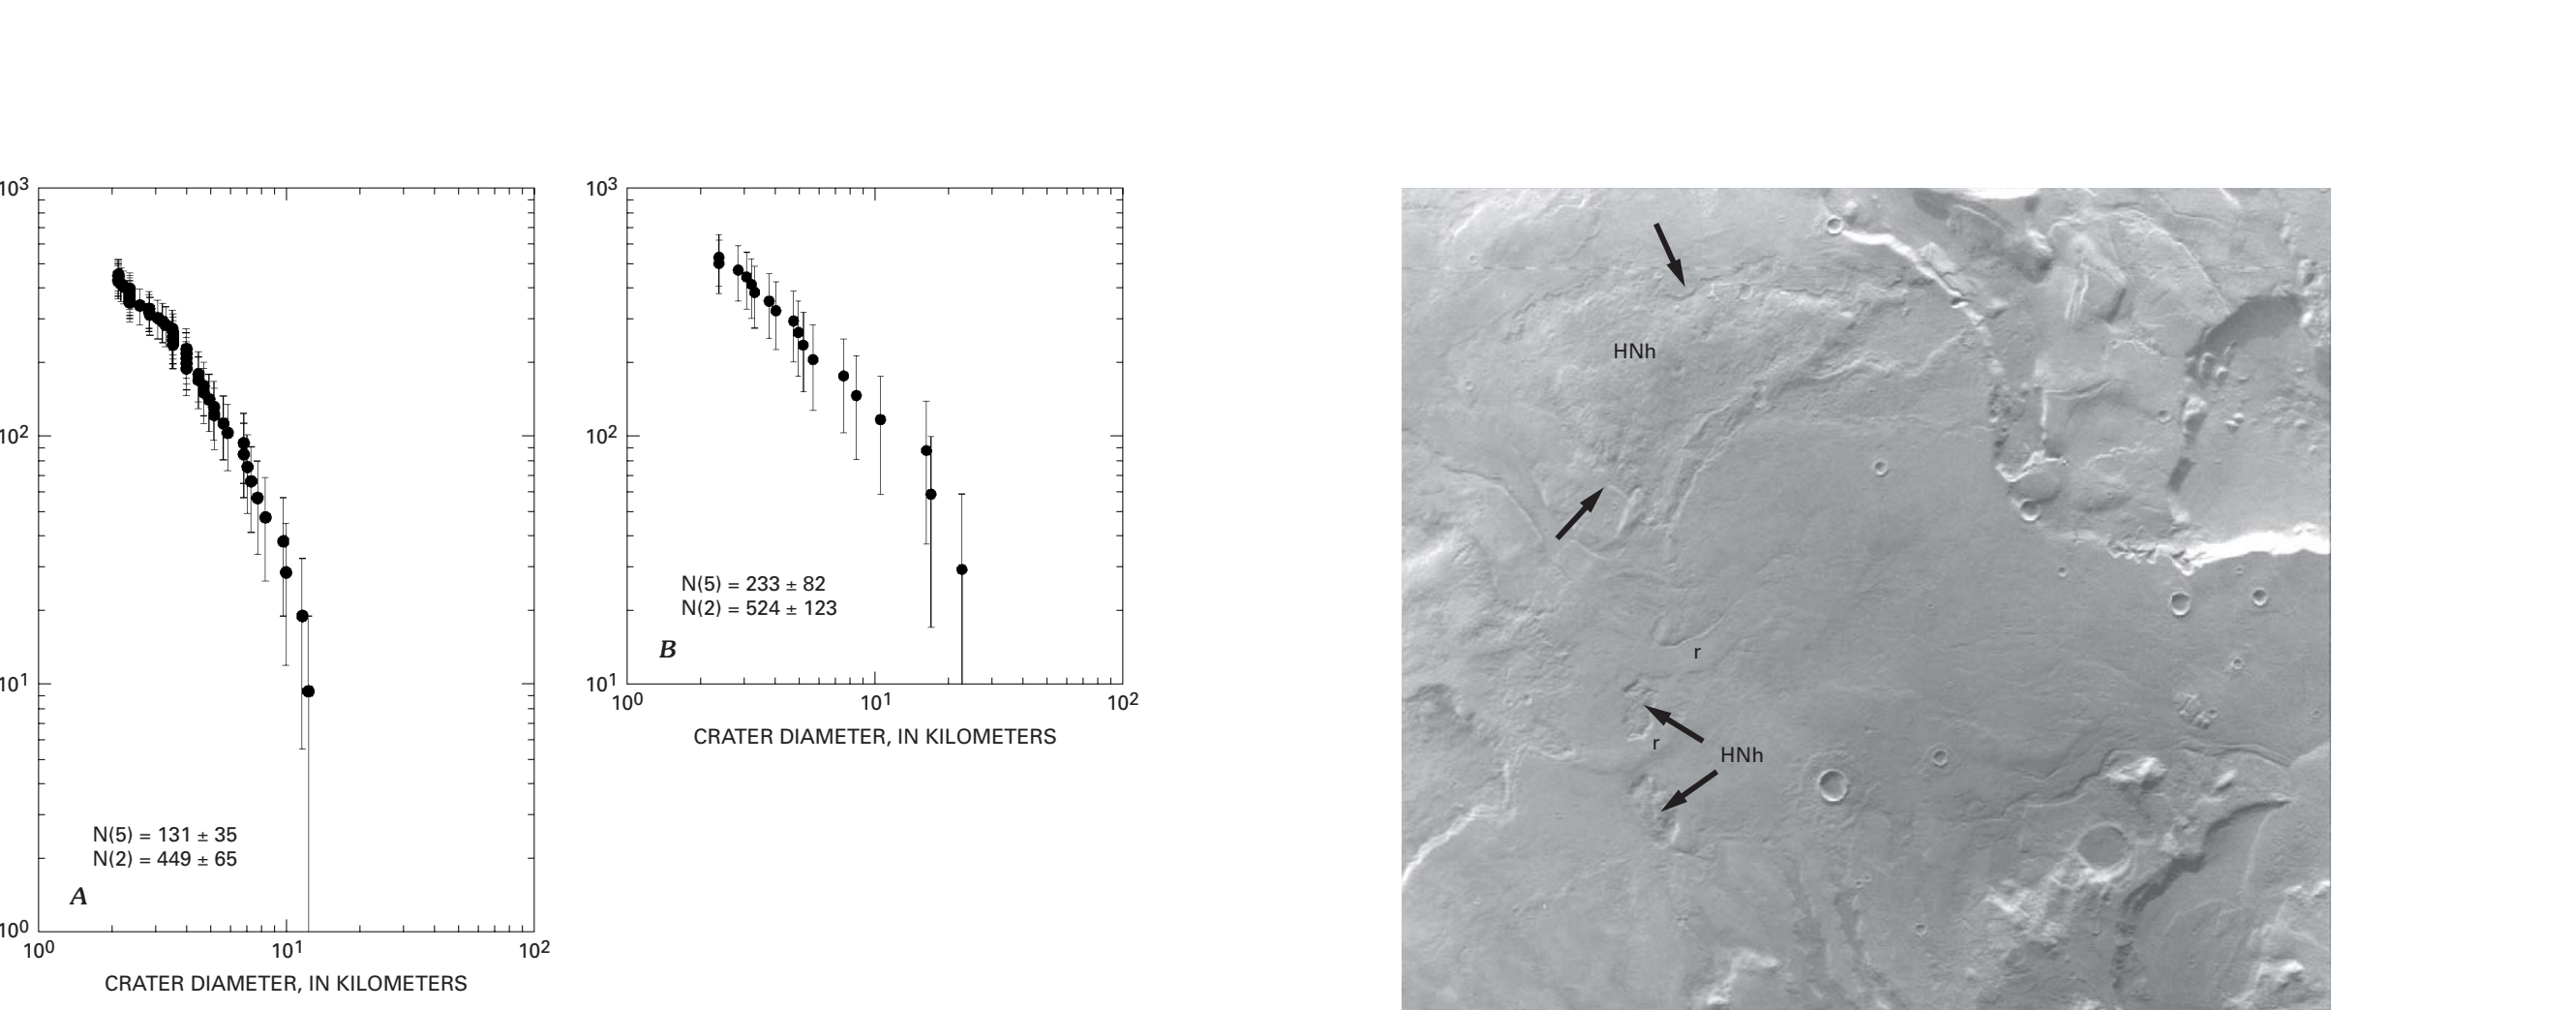 10³
10²
10¹
10⁰
10⁰
10¹
10²
CRATER DIAMETER, IN KILOMETERS
N(5) = 131 ± 35
N(2) = 449 ± 65
A
10³
10²
10¹
10⁰
10¹
10²
CRATER DIAMETER, IN KILOMETERS
N(5) = 233 ± 82
N(2) = 524 ± 123
B
HNh
r
r
HNh